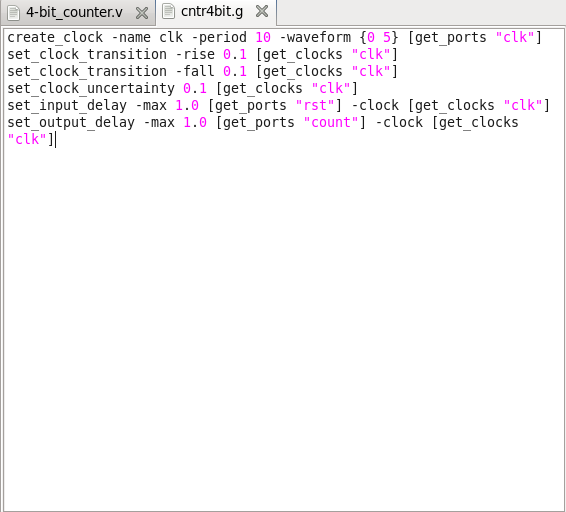 4-bit_counter.v
cntr4bit.g
create_clock -name clk -period 10 -waveform {0 5} [get_ports "clk"]
set_clock_transition -rise 0.1 [get_clocks "clk"]
set_clock_transition -fall 0.1 [get_clocks "clk"]
set_clock_uncertainty 0.1 [get_clocks "clk"]
set_input_delay -max 1.0 [get_ports "rst"] -clock [get_clocks "clk"]
set_output_delay -max 1.0 [get_ports "count"] -clock [get_clocks
"clk"]